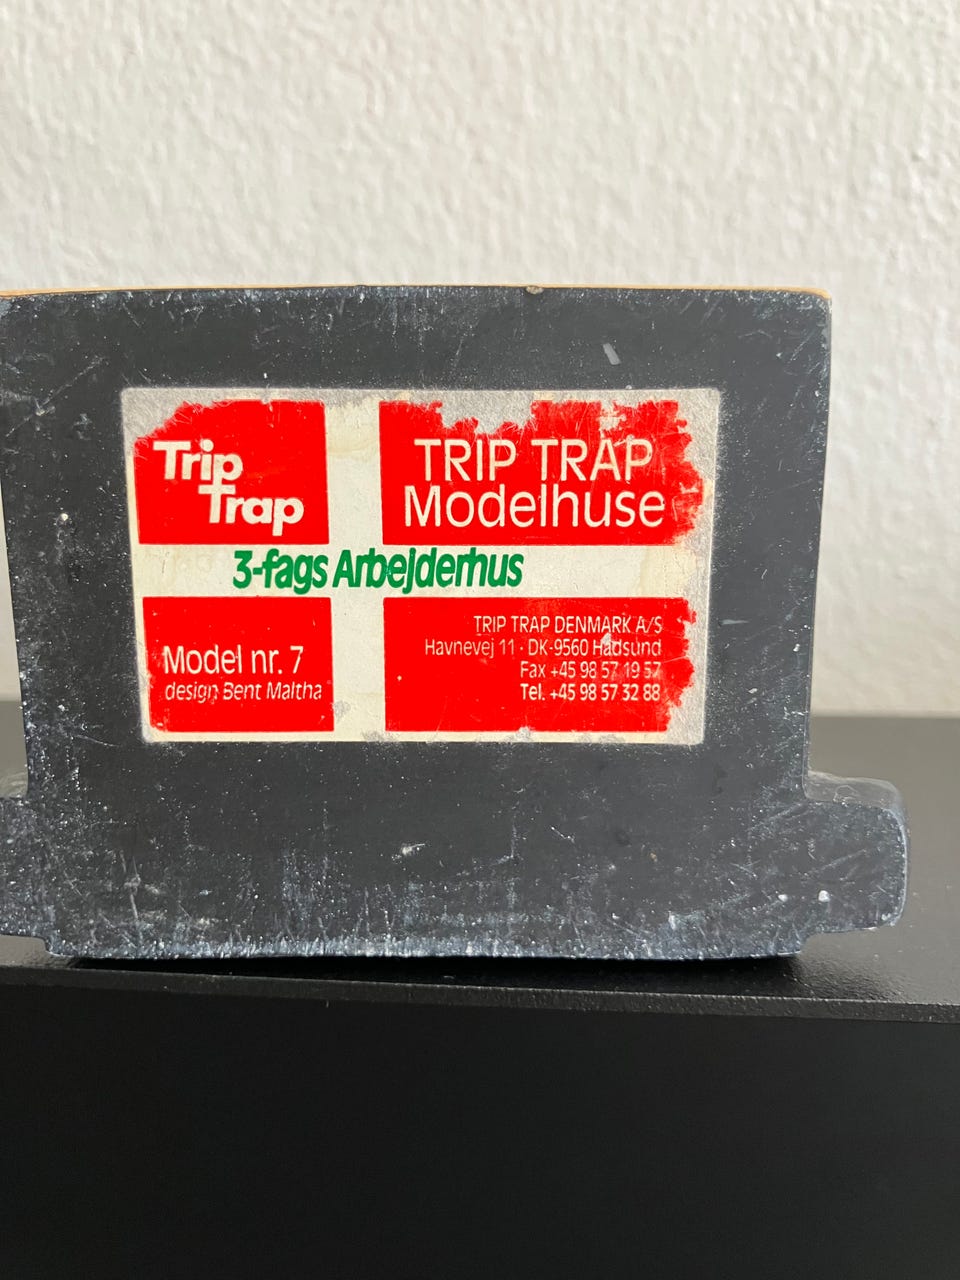 Trip
Trap
TRIP TRAP
Modelhuse
3-fags Arbejderhus
Model nr. 7
design Bent Maltha
TRIP TRAP DENMARK A/S
Havnevej 11 · DK-9560 Hadsund
Fax +45 98 57 19 57
Tel. +45 98 57 32 88